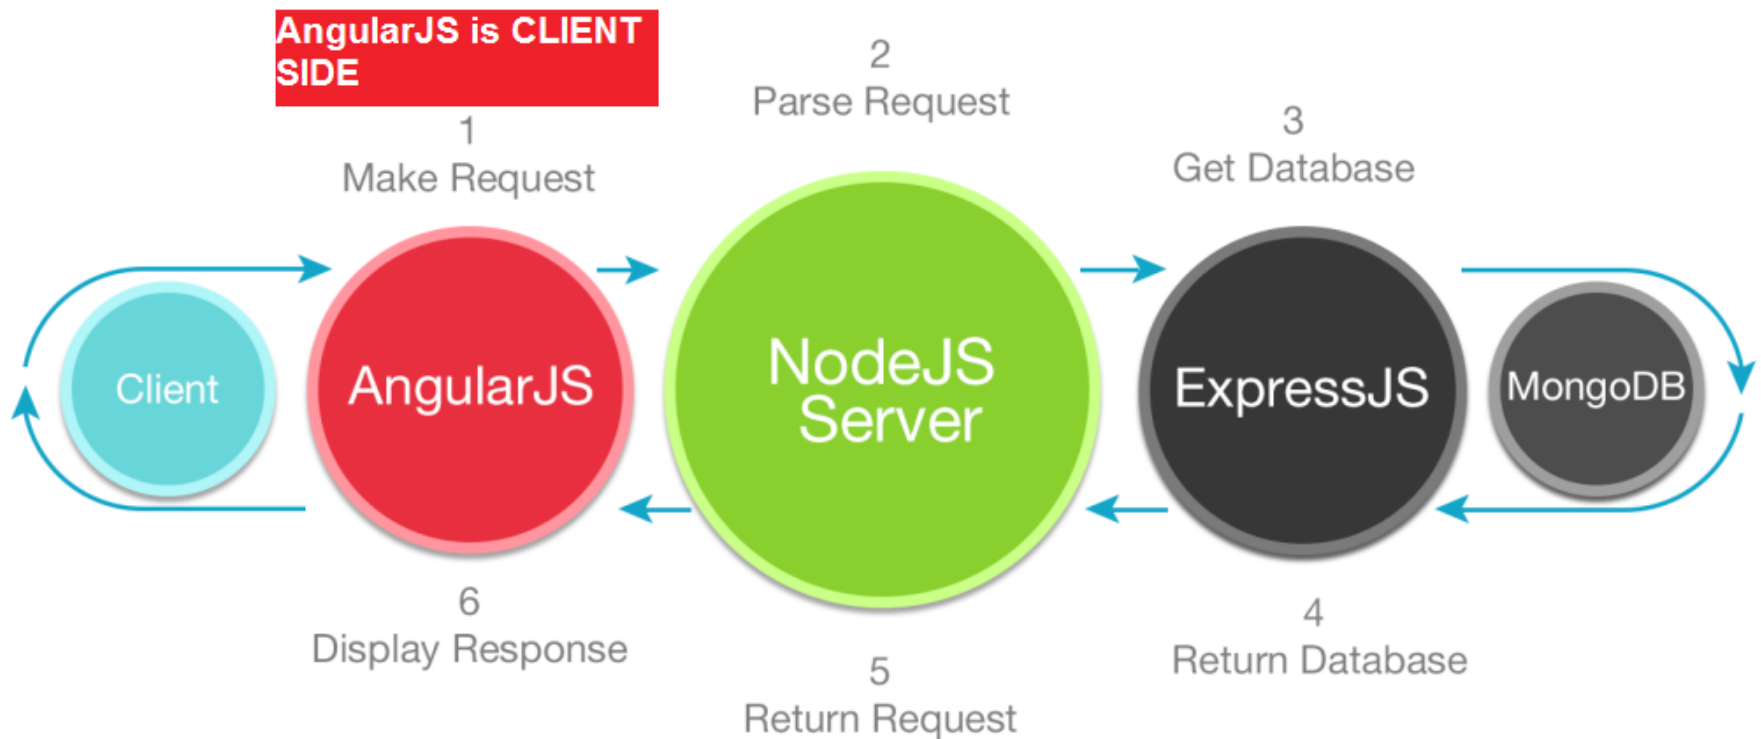 AngularJS is CLIENT
SIDE
1
Make Request
2
Parse Request
3
Get Database
Client
AngularJS
NodeJS
Server
ExpressJS
MongoDB
6
Display Response
5
Return Request
4
Return Database